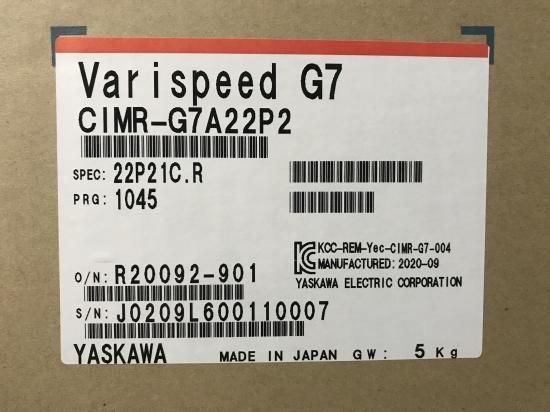 Varispeed G7
CIMR-G7A22P2
SPEC: 22P21C.R
PRG: 1045
KCC-REM-Yec-CIMR-G7-004
MANUFACTURED: 2020-09
O/N: R20092-901
YASKAWA ELECTRIC CORPORATION
S/N: J0209L600110007
YASKAWA MADE IN JAPAN GW: 5 Kg